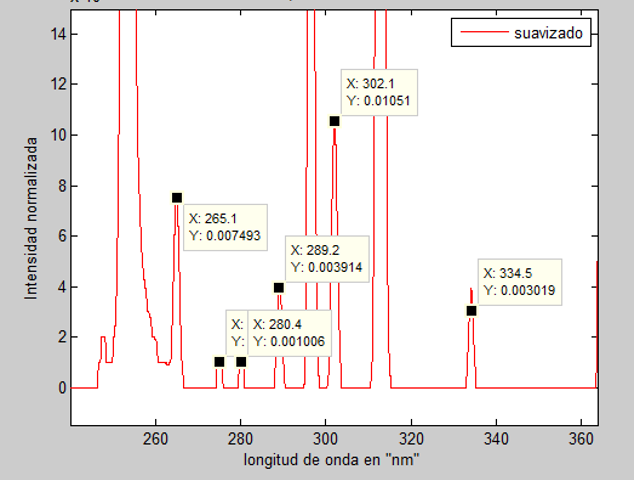 14
suavizado
12
X: 302.1
Y: 0.01051
10
8
X: 265.1
Y: 0.007493
6
X: 289.2
Y: 0.003914
X: 334.5
Y: 0.003019
4
X: X: 280.4
Y: Y: 0.001006
2
0
Intensidad normalizada
260 280 300 320 340 360
longitud de onda en "nm"